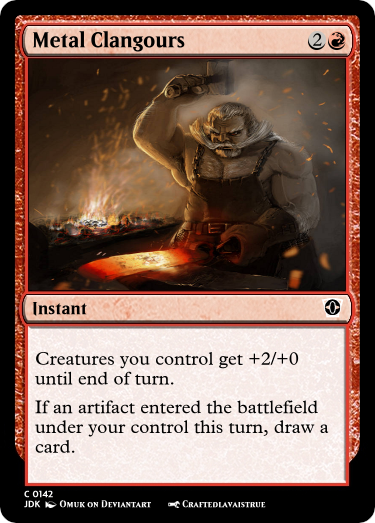 Metal Clangours 2
Instant
Creatures you control get +2/+0
until end of turn.
If an artifact entered the battlefield
under your control this turn, draw a
card.
C 0142
JDK Omuk on Deviantart Craftedlavaistrue